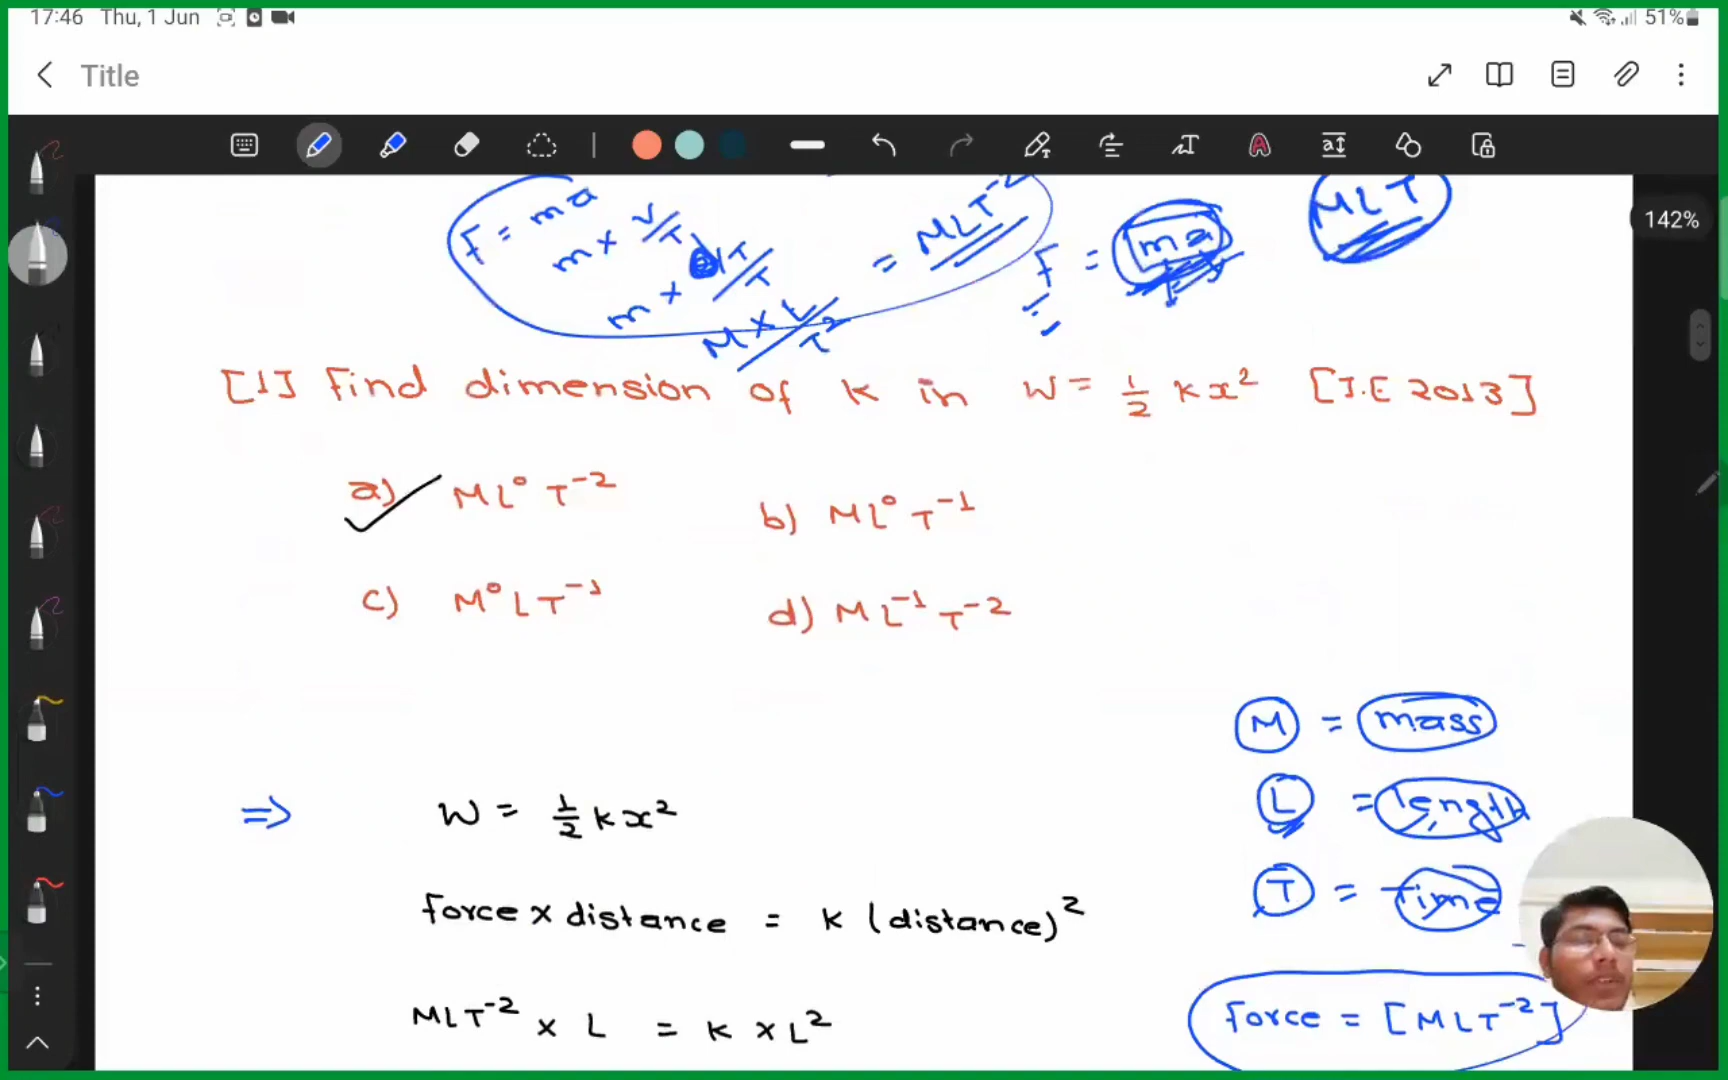 17:46 Thu, 1 Jun 51%
Title
142%
F = ma
m × V/T
m × /T/T
M × L/T²
= MLT⁻²
F = ma
MLT
[1] Find dimension of k in W = 1/2 kx² [I.E 2013]
a) ML⁰T⁻²
b) ML⁰T⁻¹
c) M⁰LT⁻¹
d) ML⁻¹T⁻²
M = mass
L = length
T = Time
⇒ W = 1/2 kx²
force × distance = k (distance)²
MLT⁻² × L = k × L²
force = [MLT⁻²]